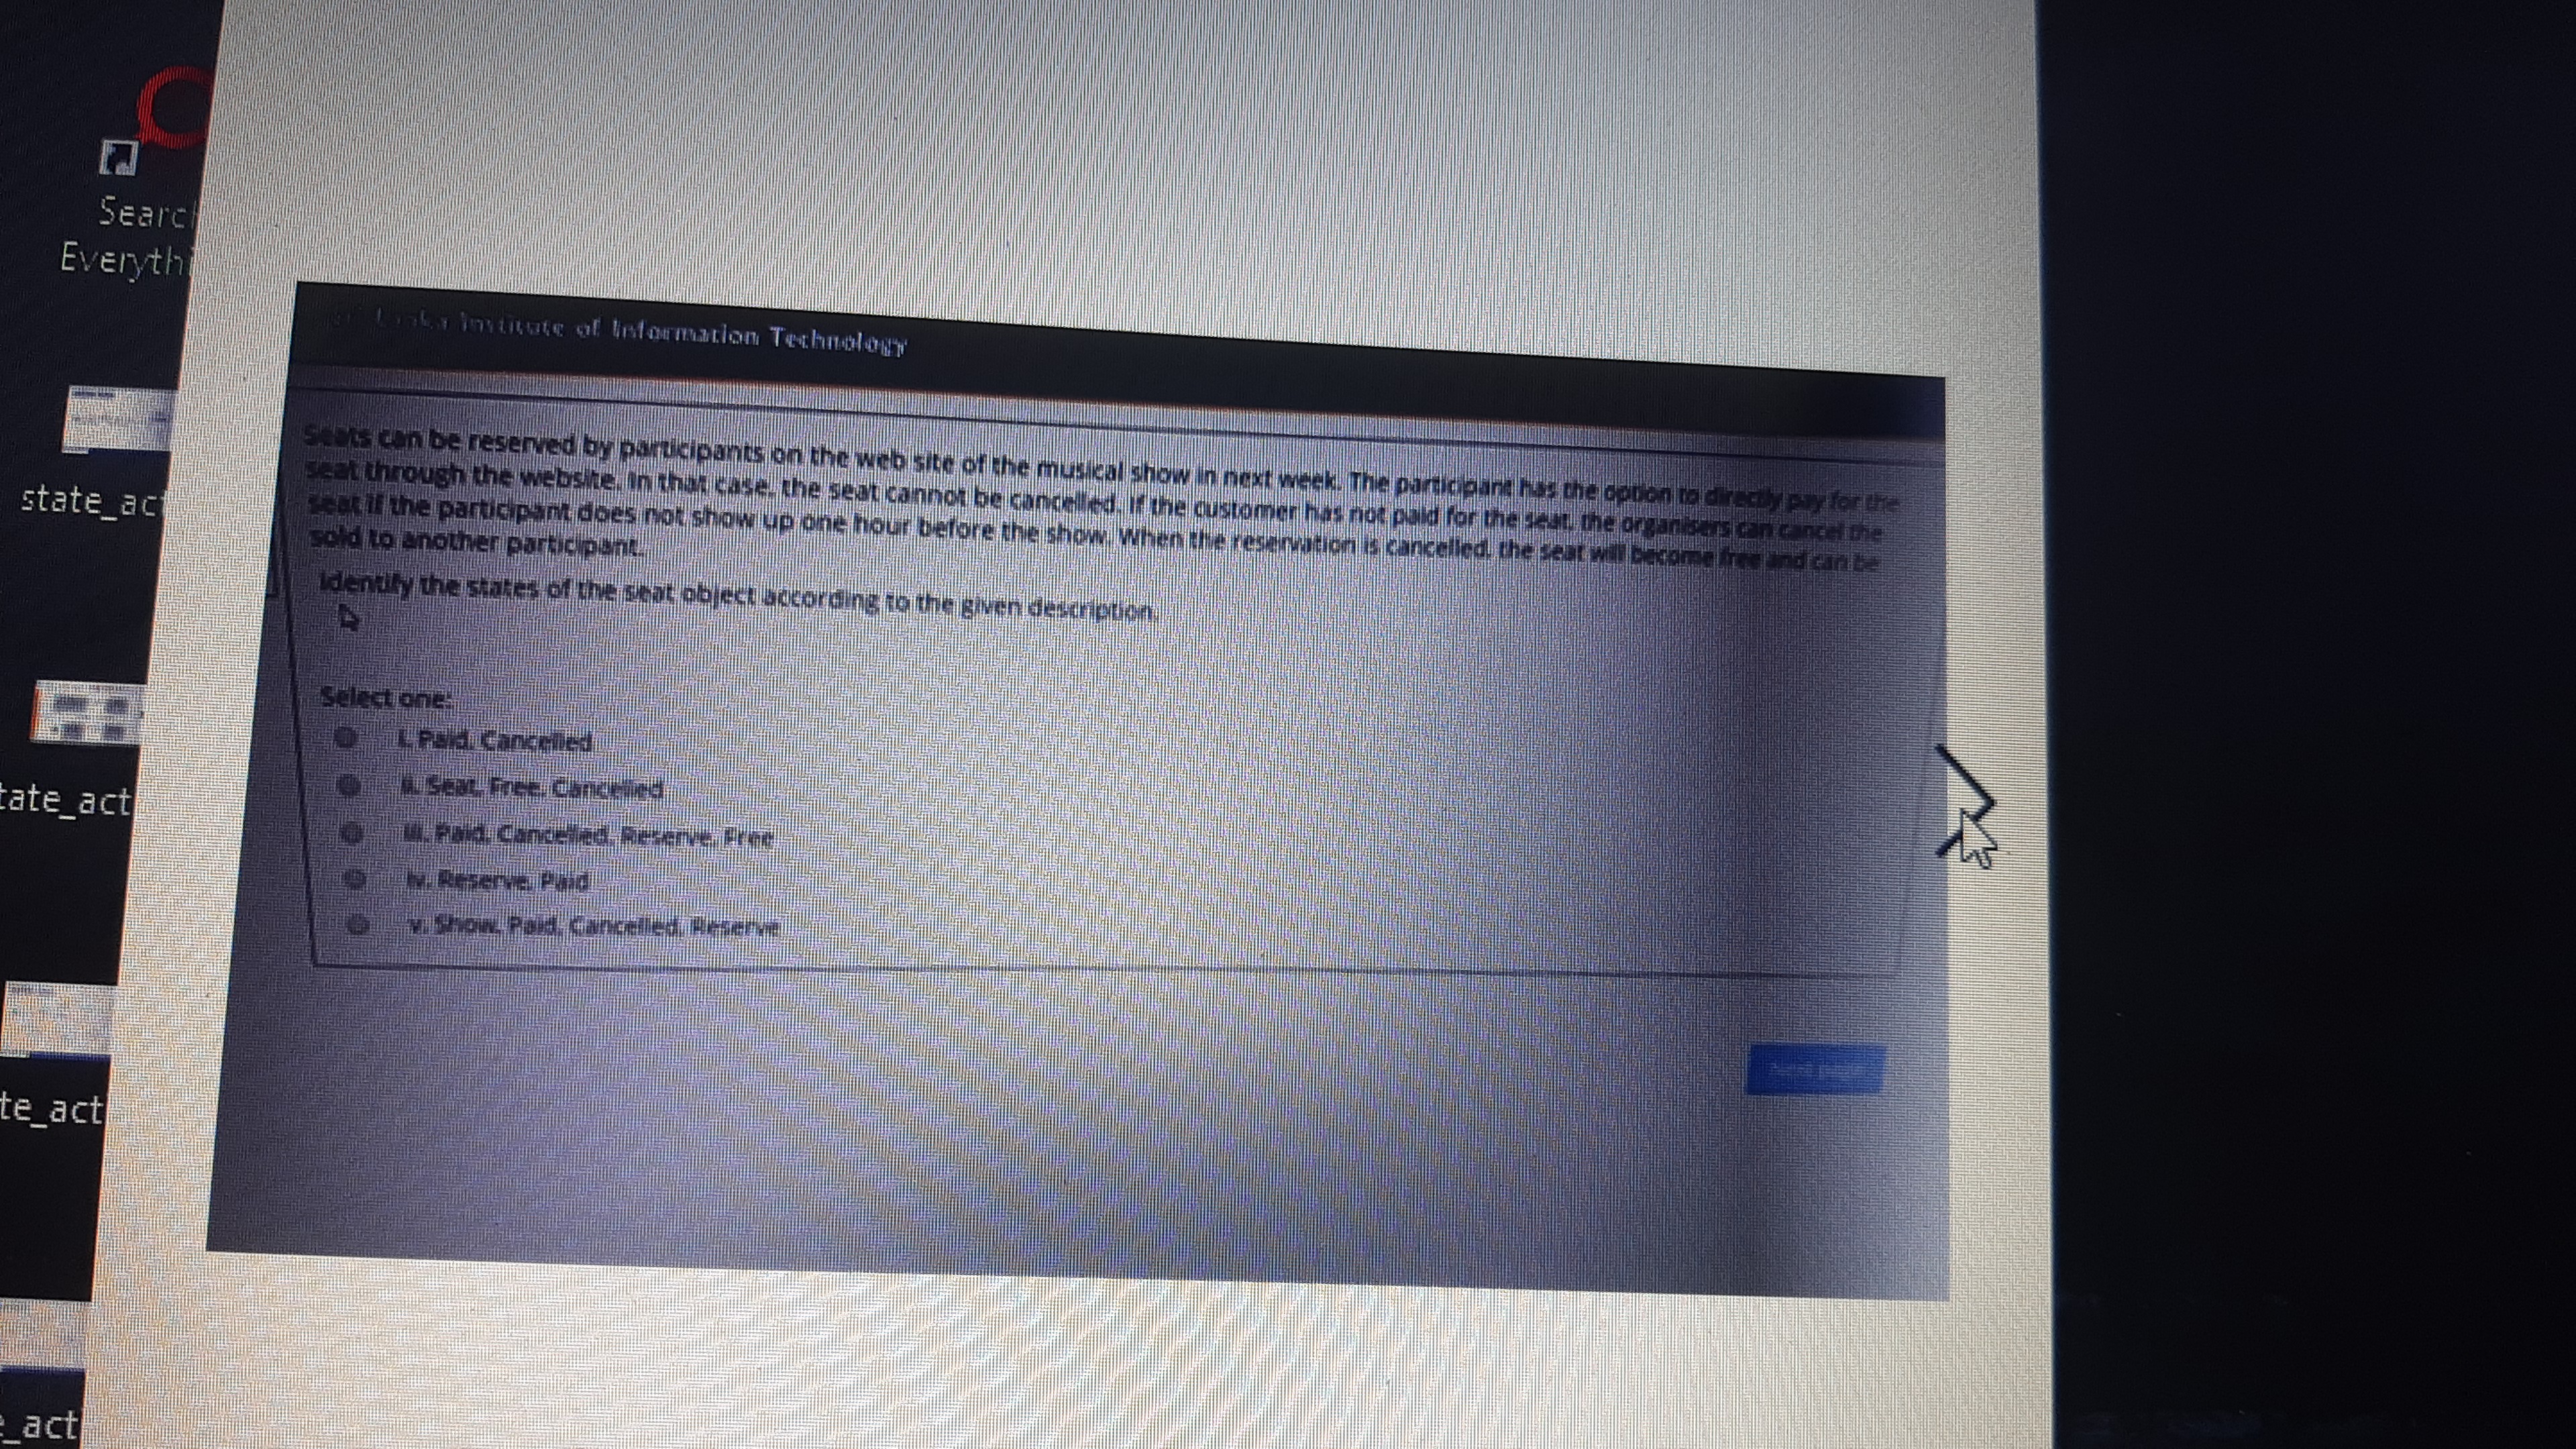 Searc
Everythi
state_act
tate_act
te_act
_act
Lanka Institute of Information Technology
Seats can be reserved by participants on the web site of the musical show in next week. The participant has the option to directly pay for the
seat through the website. In that case, the seat cannot be cancelled. If the customer has not paid for the seat, the organisers can cancel the
seat if the participant does not show up one hour before the show. When the reservation is cancelled, the seat will become free and can be
sold to another participant.
Identify the states of the seat object according to the given description.
Select one:
i. Paid, Cancelled
ii. Seat, Free, Cancelled
iii. Paid, Cancelled, Reserve, Free
iv. Reserve, Paid
v. Show, Paid, Cancelled, Reserve